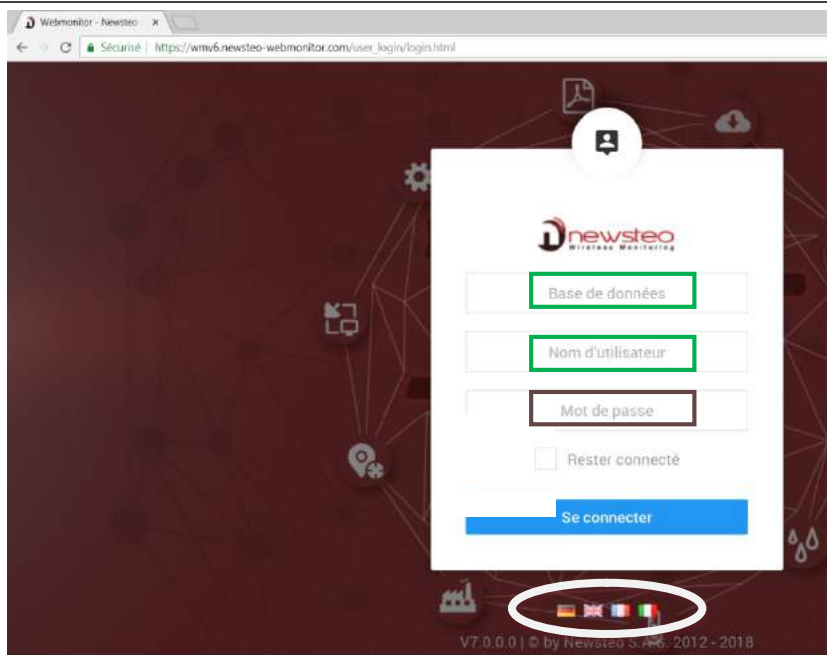 Webmonitor - Newsteo
Sécurisé | https://wmv6.newsteo-webmonitor.com/user_login/login.html
newsteo
Wireless Monitoring
Base de données
Nom d'utilisateur
Mot de passe
Rester connecté
Se connecter
V7.0.0.0 | © by Newsteo S.A.S. 2012 - 2018